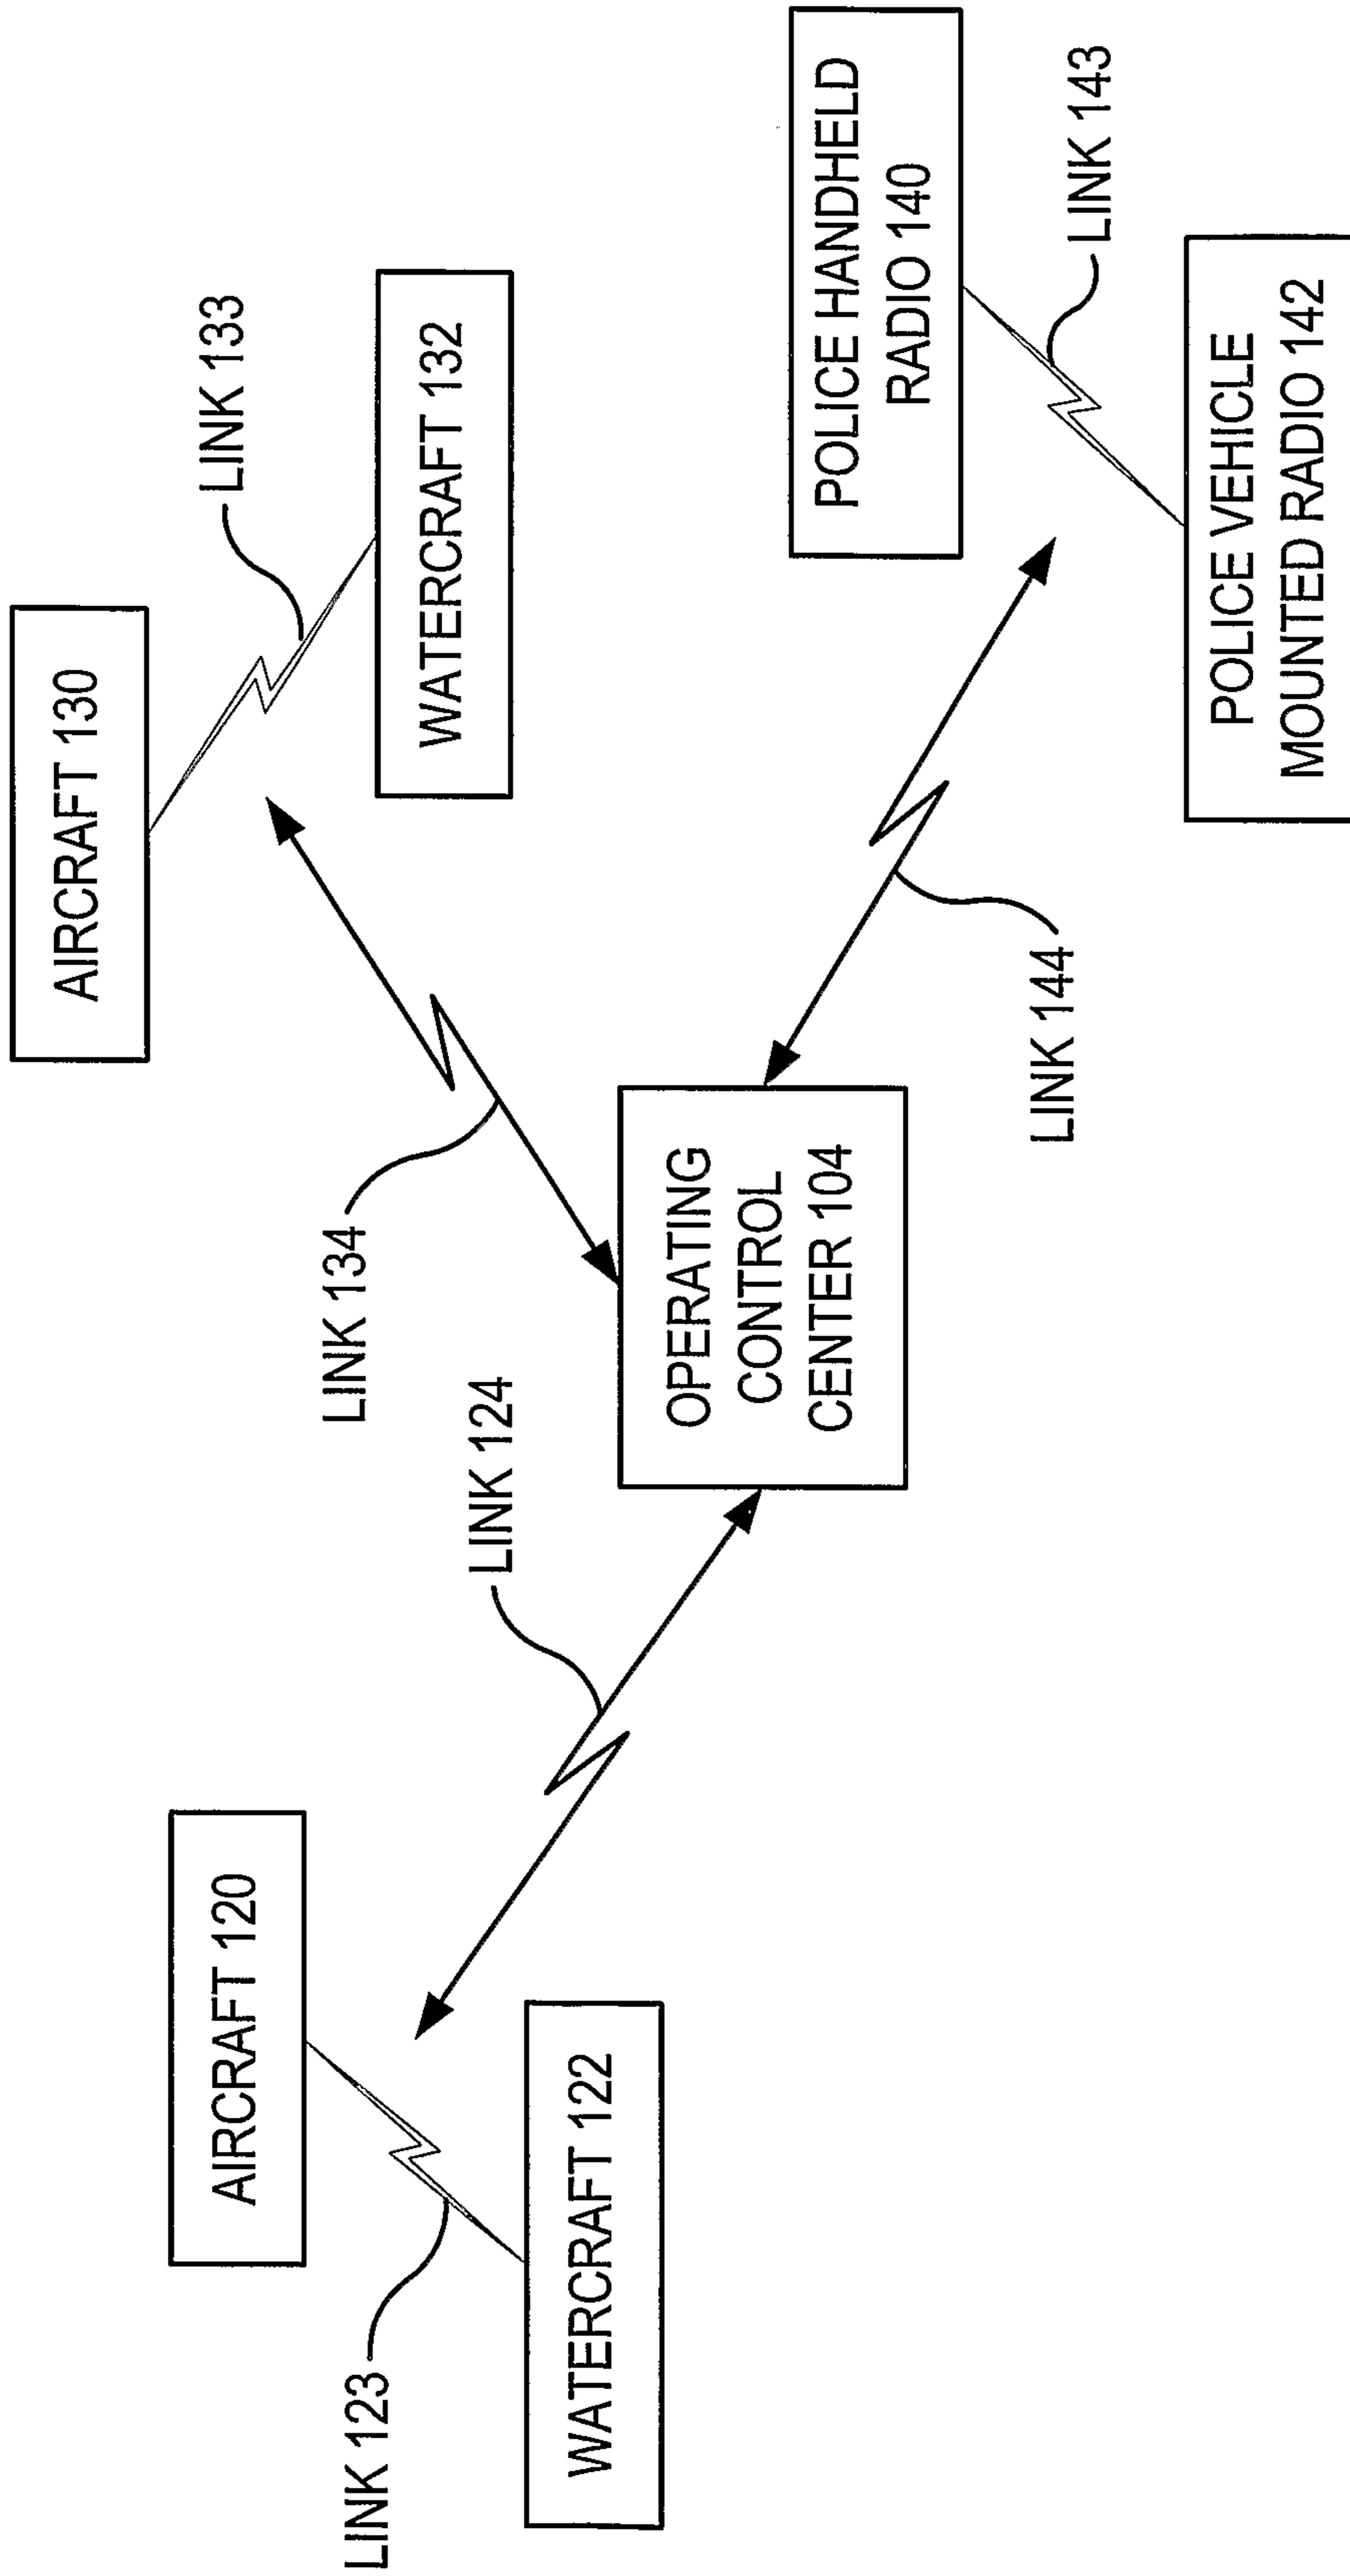 AIRCRAFT 120
LINK 123
WATERCRAFT 122
LINK 124
LINK 134
OPERATING
CONTROL
CENTER 104
AIRCRAFT 130
LINK 133
WATERCRAFT 132
LINK 144
POLICE HANDHELD
RADIO 140
LINK 143
POLICE VEHICLE
MOUNTED RADIO 142